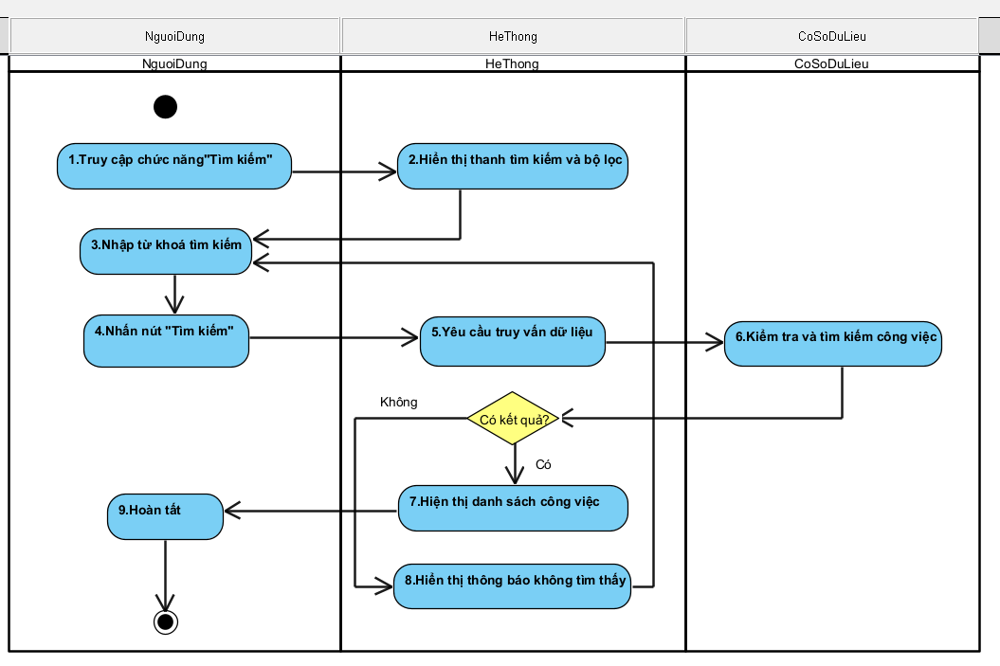 NguoiDung
HeThong
CoSoDuLieu
NguoiDung
HeThong
CoSoDuLieu
1.Truy cập chức năng"Tìm kiếm"
2.Hiển thị thanh tìm kiếm và bộ lọc
3.Nhập từ khoá tìm kiếm
4.Nhấn nút "Tìm kiếm"
5.Yêu cầu truy vấn dữ liệu
6.Kiểm tra và tìm kiếm công việc
Không
Có kết quả?
Có
7.Hiện thị danh sách công việc
9.Hoàn tất
8.Hiển thị thông báo không tìm thấy